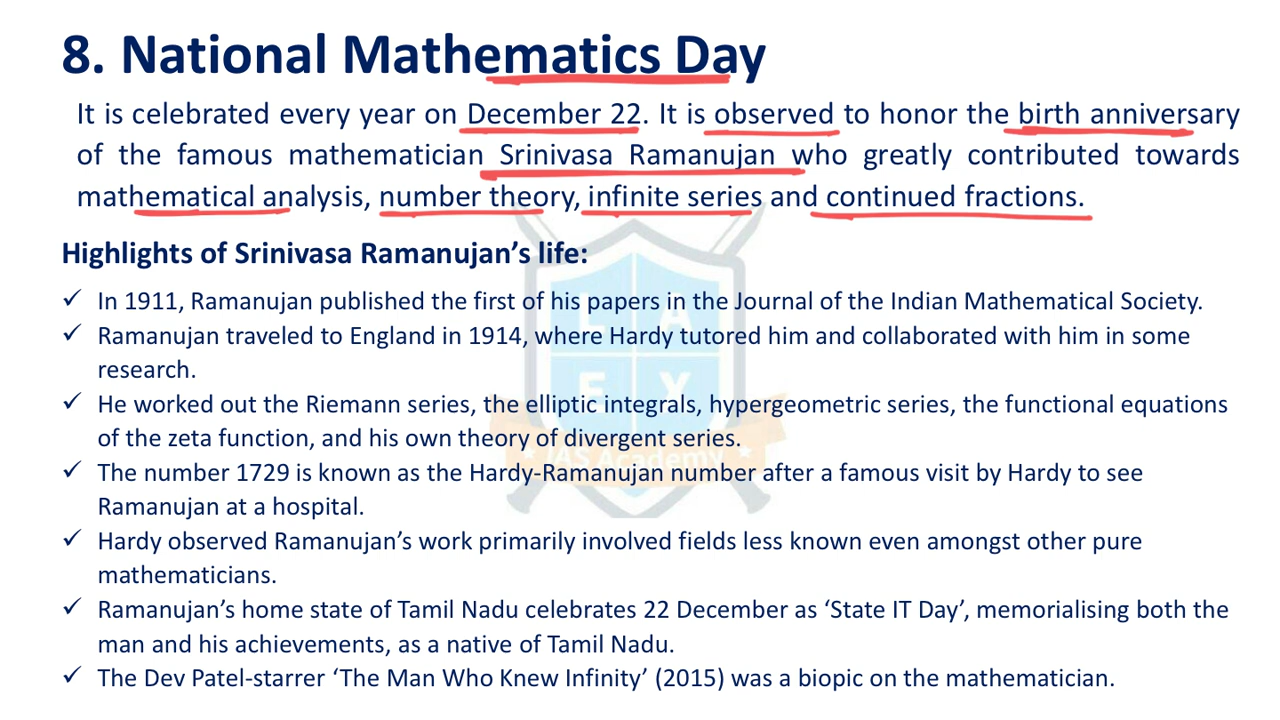 8. National Mathematics Day
It is celebrated every year on December 22. It is observed to honor the birth anniversary
of the famous mathematician Srinivasa Ramanujan who greatly contributed towards
mathematical analysis, number theory, infinite series and continued fractions.
Highlights of Srinivasa Ramanujan’s life:
✓ In 1911, Ramanujan published the first of his papers in the Journal of the Indian Mathematical Society.
✓ Ramanujan traveled to England in 1914, where Hardy tutored him and collaborated with him in some
research.
✓ He worked out the Riemann series, the elliptic integrals, hypergeometric series, the functional equations
of the zeta function, and his own theory of divergent series.
✓ The number 1729 is known as the Hardy-Ramanujan number after a famous visit by Hardy to see
Ramanujan at a hospital.
✓ Hardy observed Ramanujan’s work primarily involved fields less known even amongst other pure
mathematicians.
✓ Ramanujan’s home state of Tamil Nadu celebrates 22 December as ‘State IT Day’, memorialising both the
man and his achievements, as a native of Tamil Nadu.
✓ The Dev Patel-starrer ‘The Man Who Knew Infinity’ (2015) was a biopic on the mathematician.
L A
E X
IAS Academy